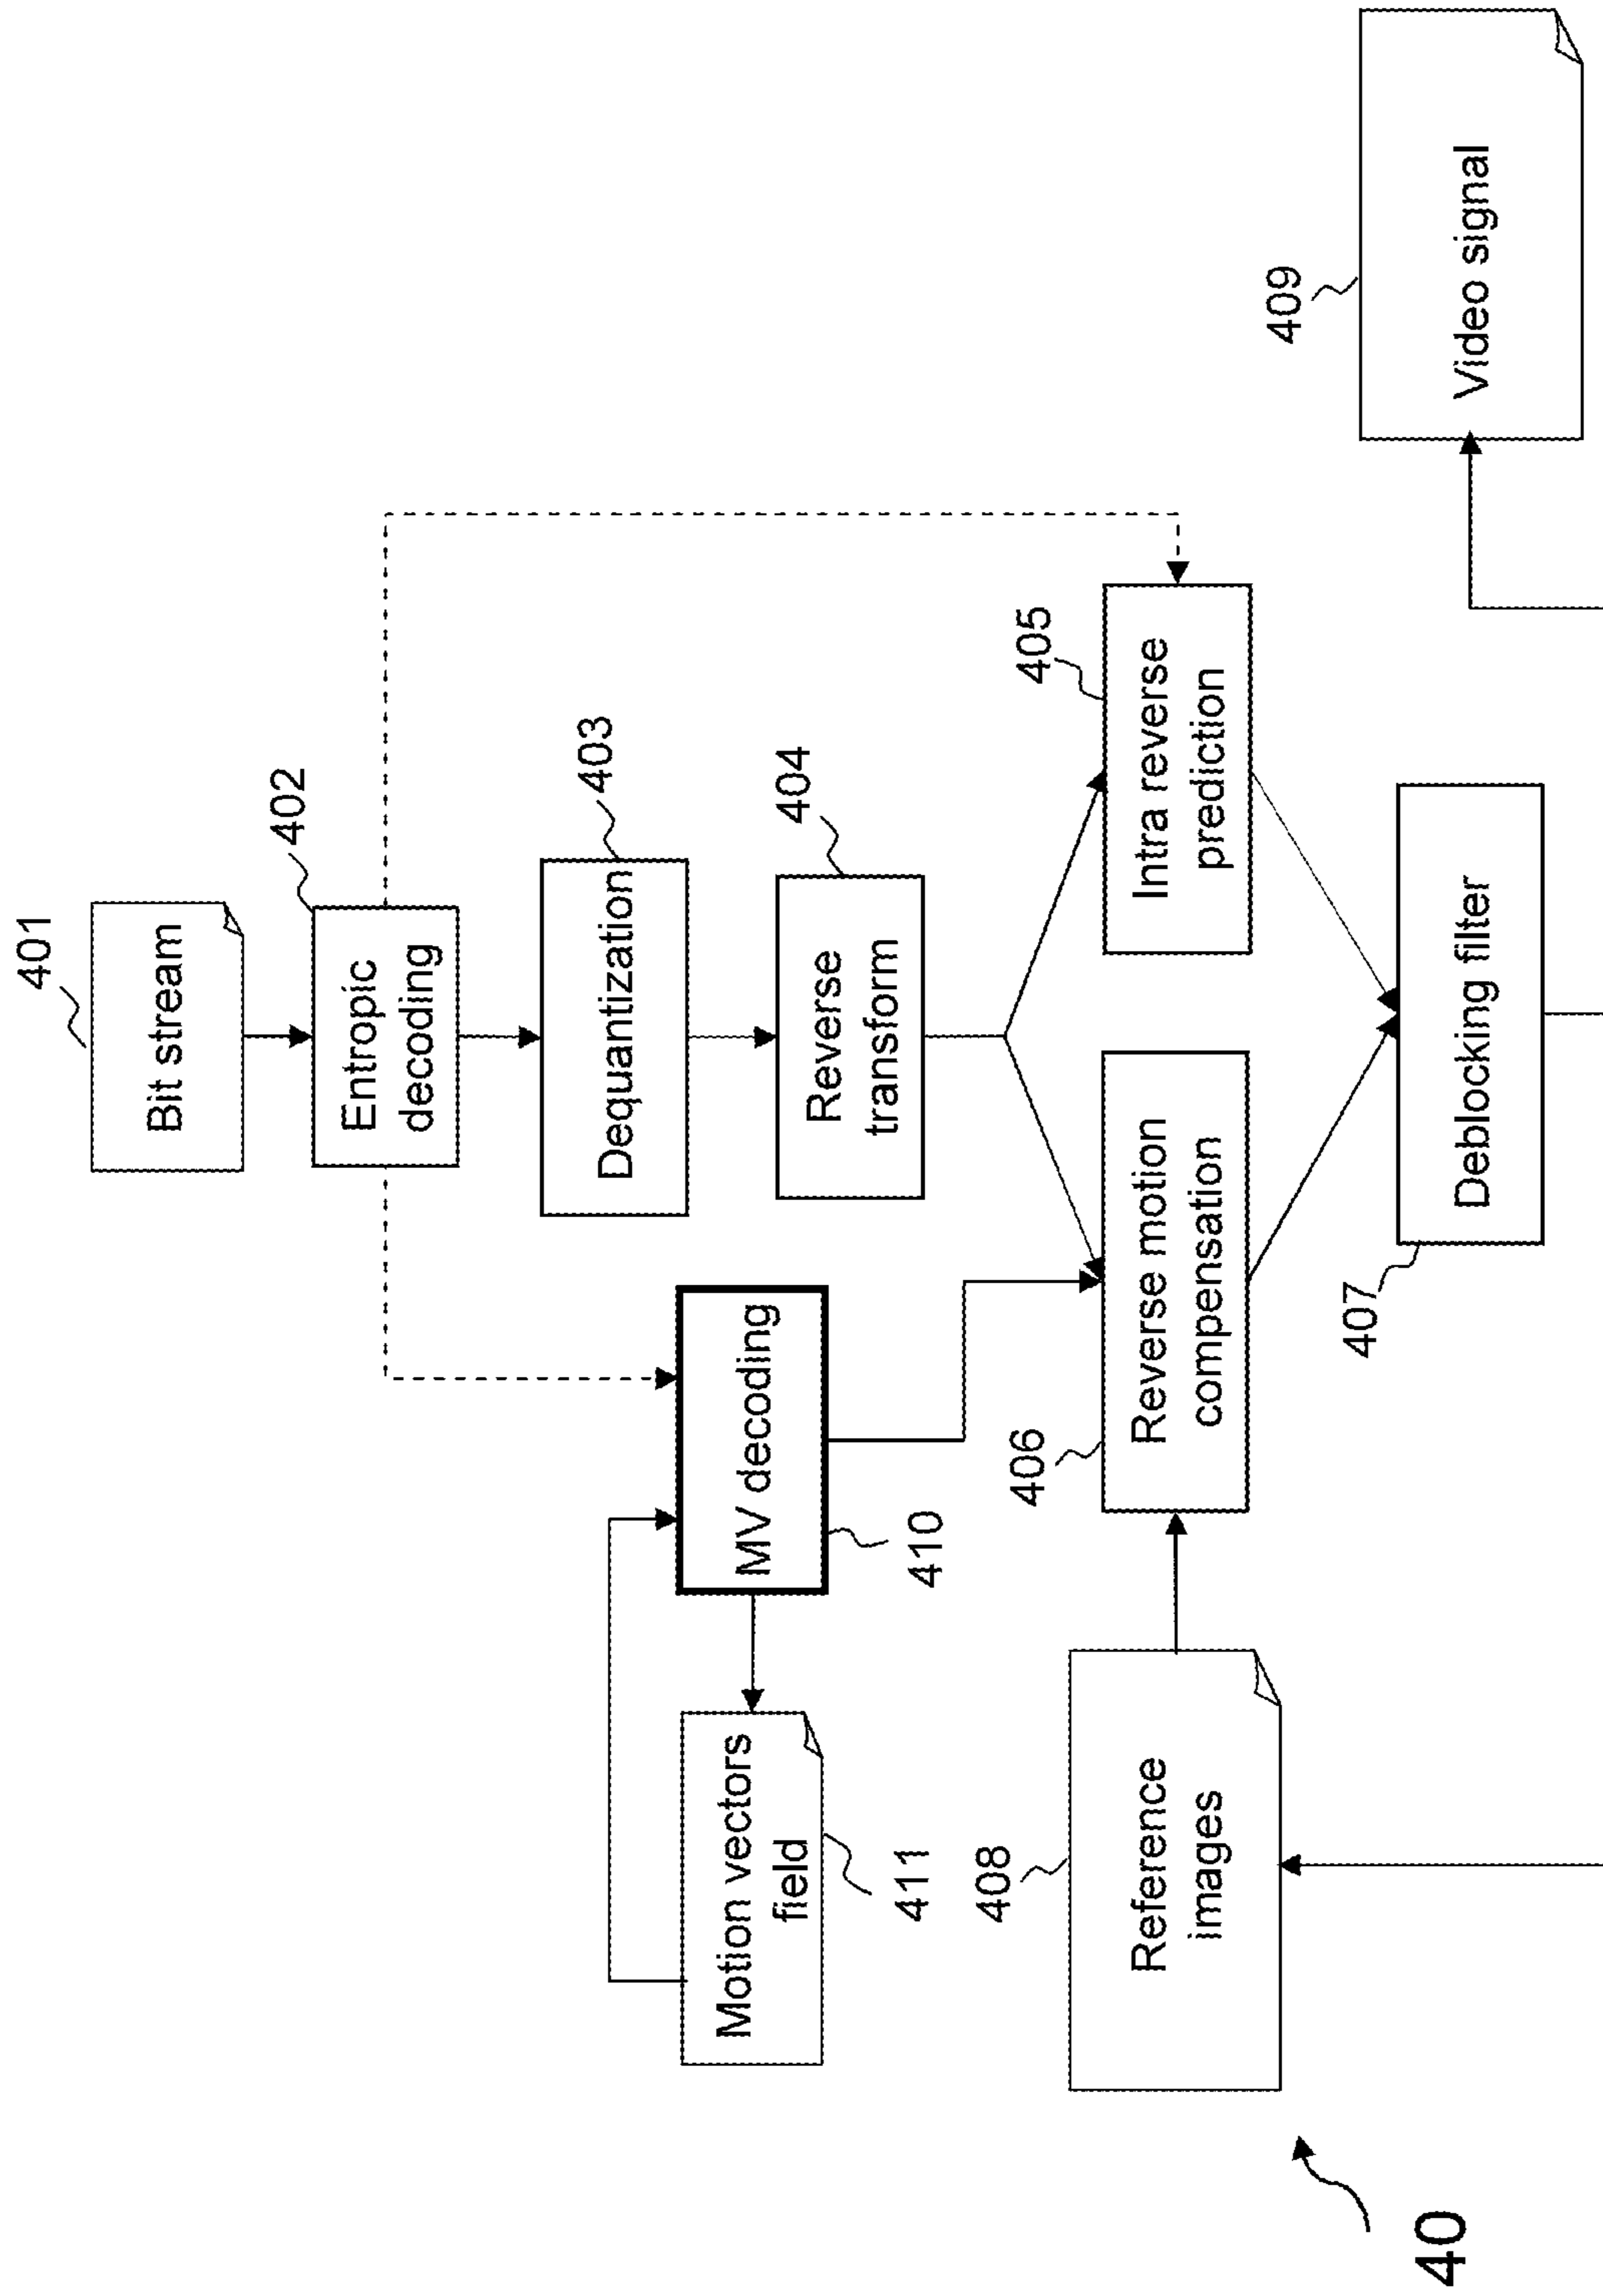 401
Bit stream
402
Entropic
decoding
403
Dequantization
404
Reverse
transform
MV decoding
410
Motion vectors
field
411
405
Intra reverse
prediction
406
Reverse motion
compensation
408
Reference
images
407
Deblocking filter
409
Video signal
40